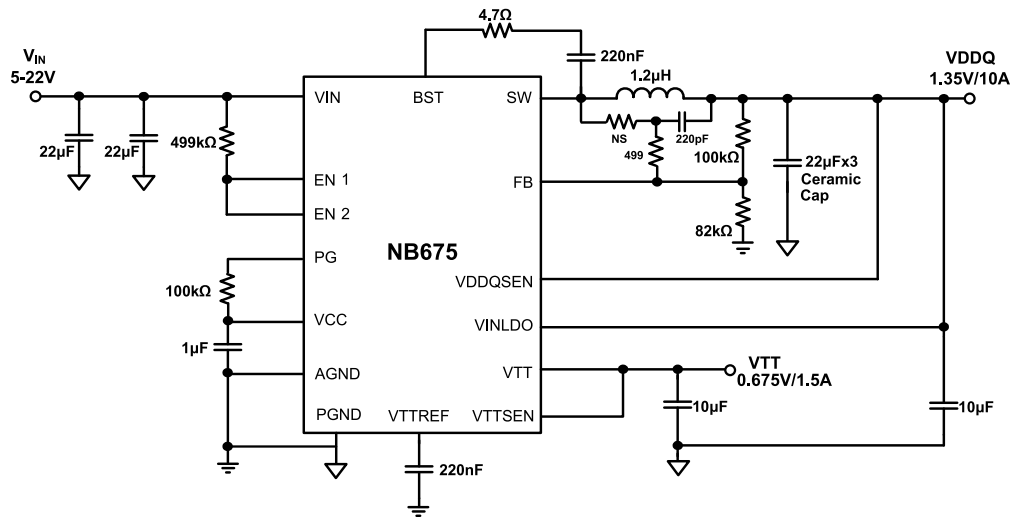 4.7Ω
220nF
V_IN
5-22V
1.2µH
VDDQ
1.35V/10A
VIN
BST
SW
22µF
22µF
499kΩ
NS
220pF
499
100kΩ
22µFx3
Ceramic
Cap
EN 1
FB
EN 2
82kΩ
PG
NB675
100kΩ
VDDQSEN
VCC
VINLDO
1µF
AGND
VTT
VTT
0.675V/1.5A
PGND
VTTREF
VTTSEN
10µF
10µF
220nF